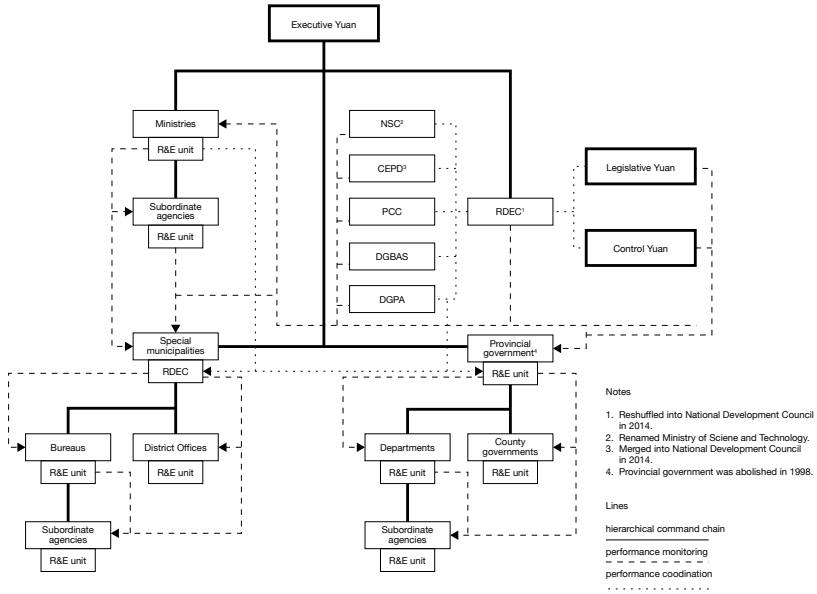 Executive Yuan
Ministries
R&E unit
NSC²
CEPD³
Legislative Yuan
Subordinate
agencies
R&E unit
PCC
RDEC¹
DGBAS
Control Yuan
DGPA
Special
municipalities
RDEC
Provincial
government⁴
R&E unit
Bureaus
R&E unit
District Offices
R&E unit
Departments
R&E unit
County
governments
R&E unit
Subordinate
agencies
R&E unit
Subordinate
agencies
R&E unit
Notes
1. Reshuffled into National Development Council
in 2014.
2. Renamed Ministry of Sciene and Technology.
3. Merged into National Development Council
in 2014.
4. Provincial government was abolished in 1998.
Lines
hierarchical command chain
performance monitoring
performance coodination